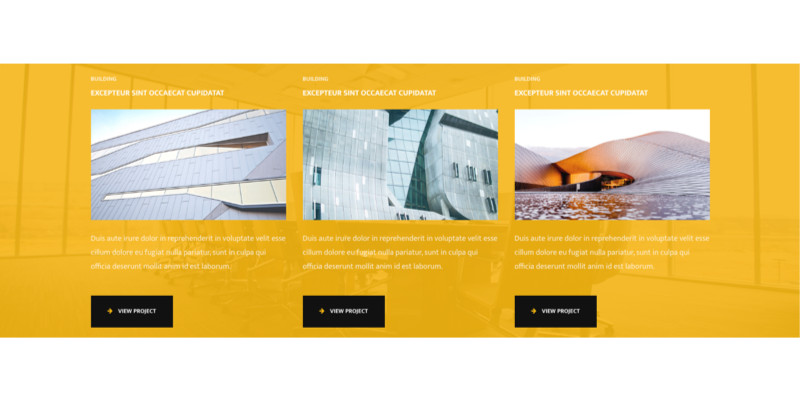 BUILDING
EXCEPTEUR SINT OCCAECAT CUPIDATAT
Duis aute irure dolor in reprehenderit in voluptate velit esse
cillum dolore eu fugiat nulla pariatur, sunt in culpa qui
officia deserunt mollit anim id est laborum.
VIEW PROJECT
BUILDING
EXCEPTEUR SINT OCCAECAT CUPIDATAT
Duis aute irure dolor in reprehenderit in voluptate velit esse
cillum dolore eu fugiat nulla pariatur, sunt in culpa qui
officia deserunt mollit anim id est laborum.
VIEW PROJECT
BUILDING
EXCEPTEUR SINT OCCAECAT CUPIDATAT
Duis aute irure dolor in reprehenderit in voluptate velit esse
cillum dolore eu fugiat nulla pariatur, sunt in culpa qui
officia deserunt mollit anim id est laborum.
VIEW PROJECT